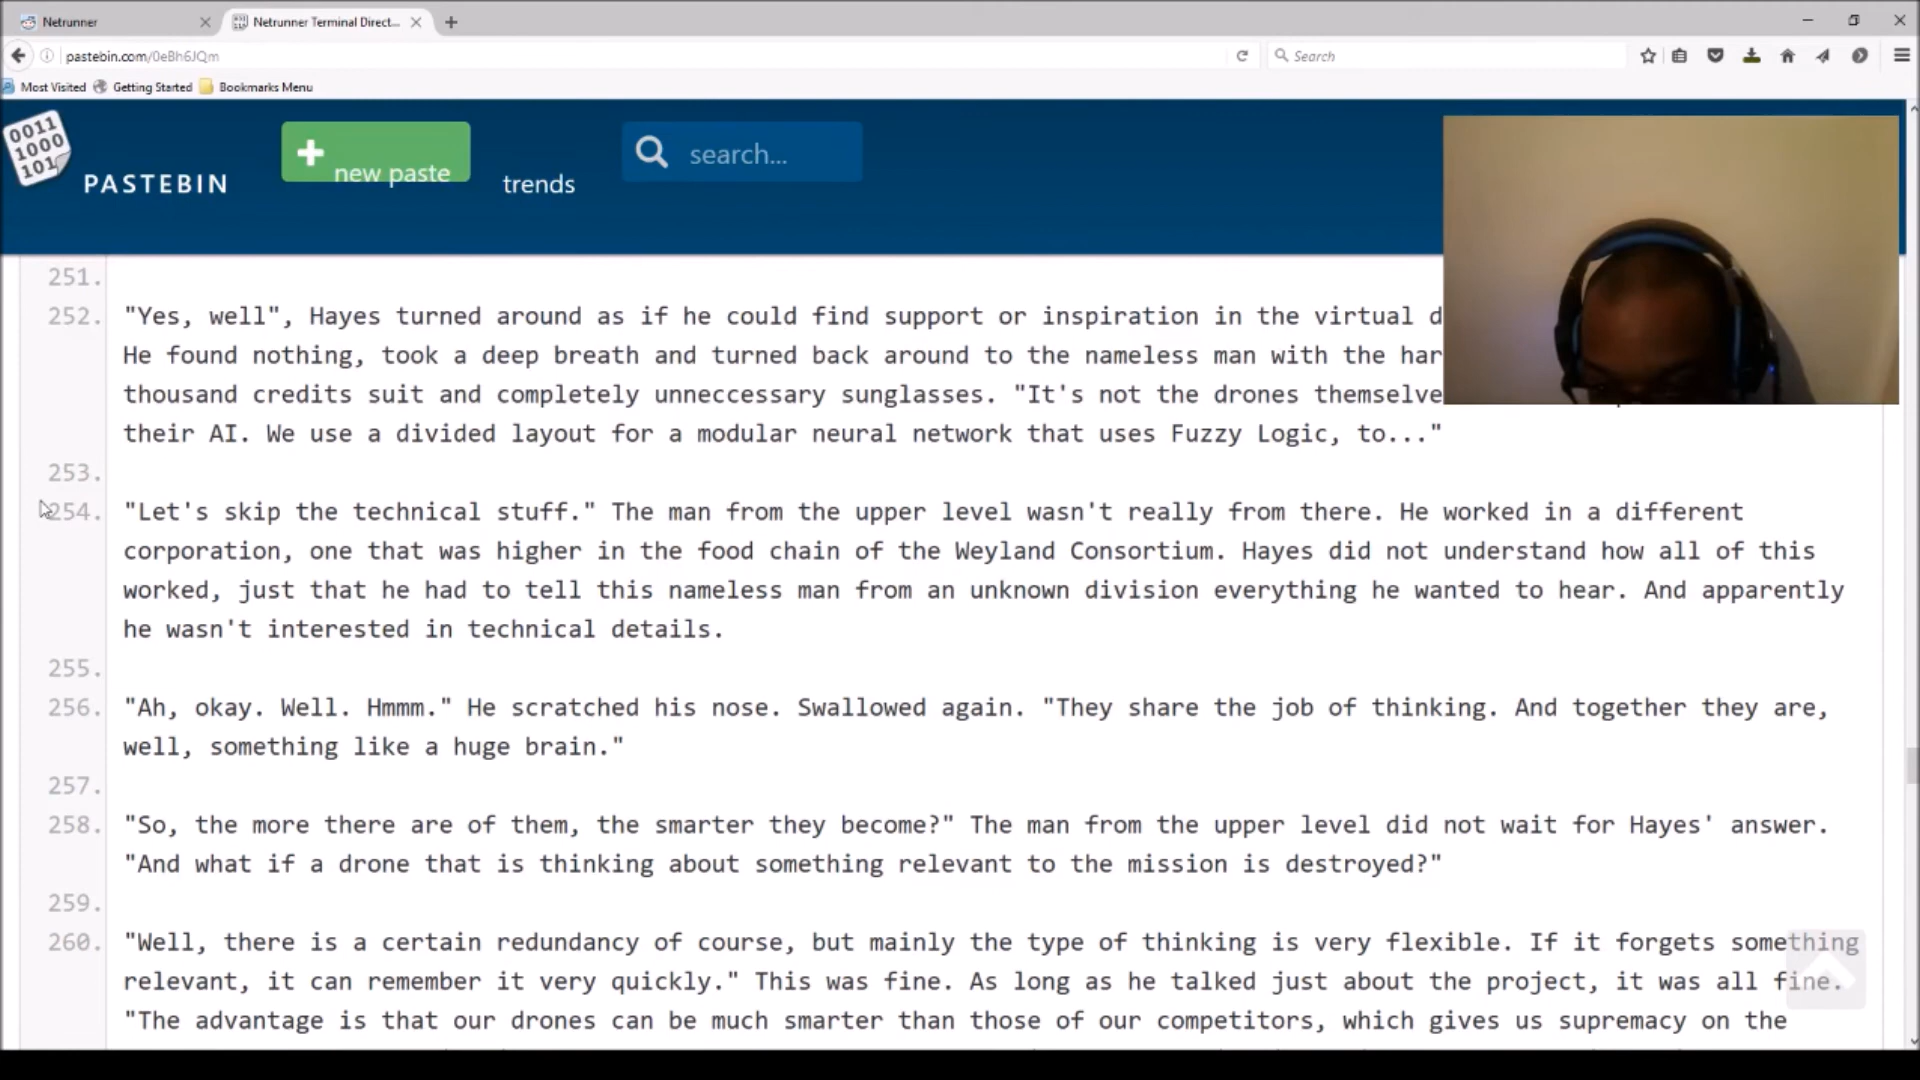 Netrunner
Netrunner Terminal Direct...
pastebin.com/0eBh6JQm
Search
Most Visited
Getting Started
Bookmarks Menu
0011
1000
101
PASTEBIN
new paste
trends
search...
251.
252. "Yes, well", Hayes turned around as if he could find support or inspiration in the virtual d
He found nothing, took a deep breath and turned back around to the nameless man with the har
thousand credits suit and completely unneccessary sunglasses. "It's not the drones themselve
their AI. We use a divided layout for a modular neural network that uses Fuzzy Logic, to..."
253.
254. "Let's skip the technical stuff." The man from the upper level wasn't really from there. He worked in a different
corporation, one that was higher in the food chain of the Weyland Consortium. Hayes did not understand how all of this
worked, just that he had to tell this nameless man from an unknown division everything he wanted to hear. And apparently
he wasn't interested in technical details.
255.
256. "Ah, okay. Well. Hmmm." He scratched his nose. Swallowed again. "They share the job of thinking. And together they are,
well, something like a huge brain."
257.
258. "So, the more there are of them, the smarter they become?" The man from the upper level did not wait for Hayes' answer.
"And what if a drone that is thinking about something relevant to the mission is destroyed?"
259.
260. "Well, there is a certain redundancy of course, but mainly the type of thinking is very flexible. If it forgets something
relevant, it can remember it very quickly." This was fine. As long as he talked just about the project, it was all fine.
"The advantage is that our drones can be much smarter than those of our competitors, which gives us supremacy on the